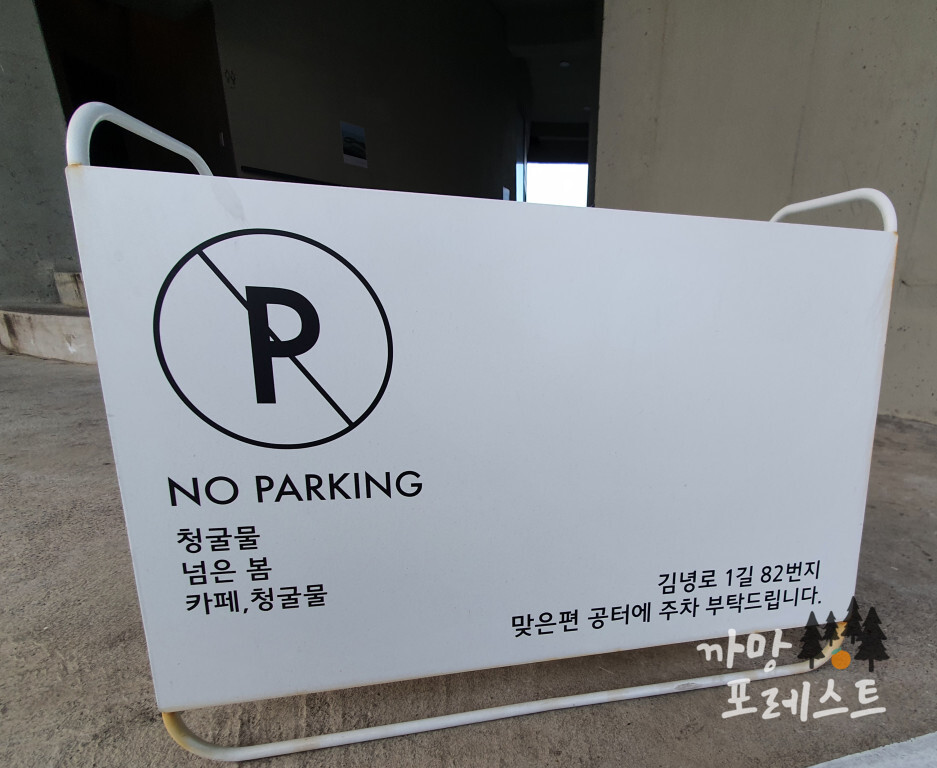 P
NO PARKING
청굴물
넘은 봄
카페,청굴물
김녕로 1길 82번지
맞은편 공터에 주차 부탁드립니다.
까망
포레스트